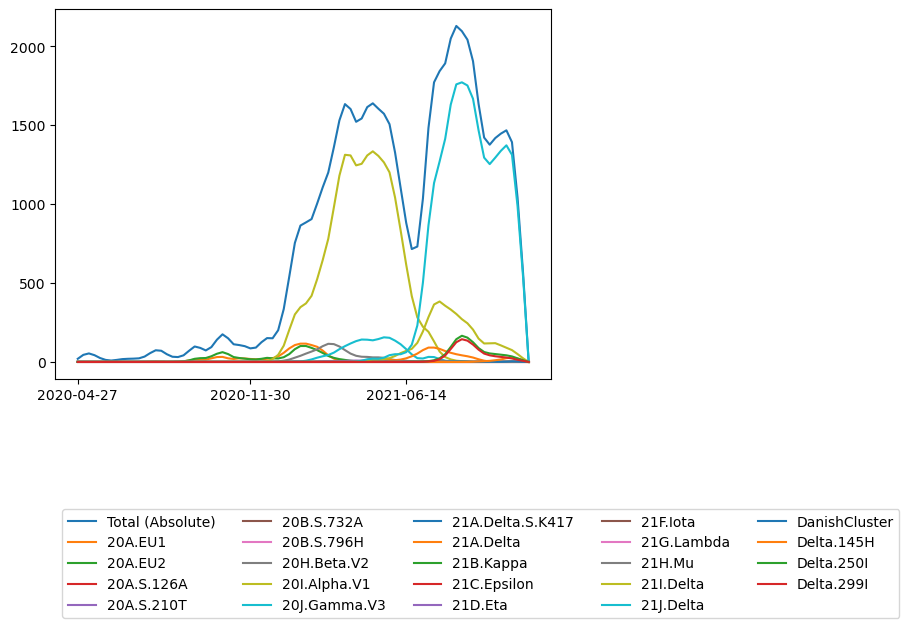 2000
1500
1000
500
0
2020-04-27 2020-11-30 2021-06-14
Total (Absolute) 20B.S.732A 21A.Delta.S.K417 21F.Iota DanishCluster
20A.EU1 20B.S.796H 21A.Delta 21G.Lambda Delta.145H
20A.EU2 20H.Beta.V2 21B.Kappa 21H.Mu Delta.250I
20A.S.126A 20I.Alpha.V1 21C.Epsilon 21I.Delta Delta.299I
20A.S.210T 20J.Gamma.V3 21D.Eta 21J.Delta